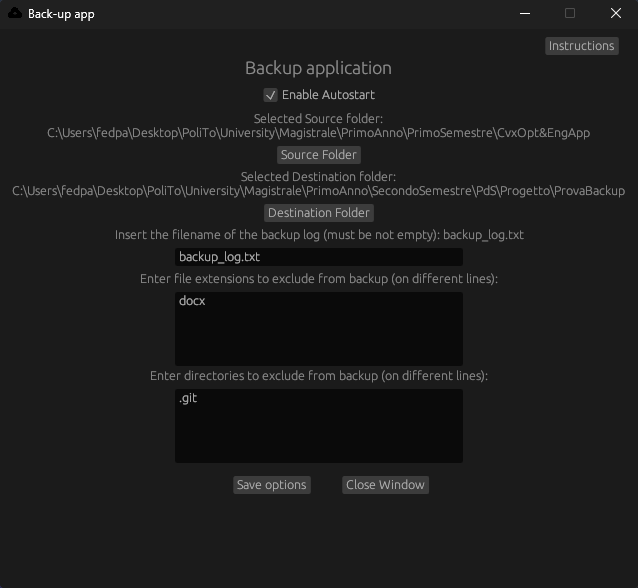 Back-up app
Instructions
Backup application
Enable Autostart
Selected Source folder:
C:\Users\fedpa\Desktop\PoliTo\University\Magistrale\PrimoAnno\PrimoSemestre\CvxOpt&EngApp
Source Folder
Selected Destination folder:
C:\Users\fedpa\Desktop\PoliTo\University\Magistrale\PrimoAnno\SecondoSemestre\PdS\Progetto\ProvaBackup
Destination Folder
Insert the filename of the backup log (must be not empty): backup_log.txt
backup_log.txt
Enter file extensions to exclude from backup (on different lines):
docx
Enter directories to exclude from backup (on different lines):
.git
Save options
Close Window